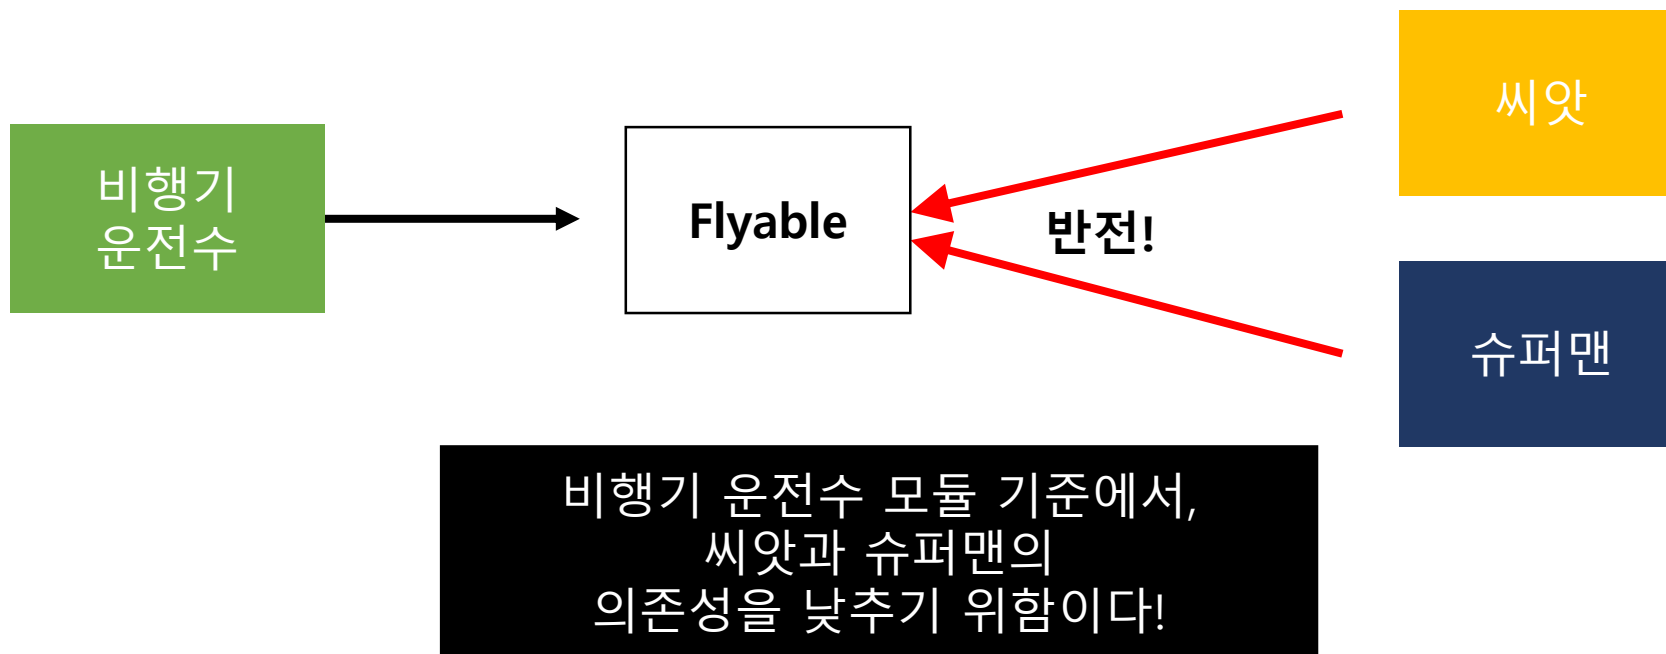 비행기
운전수
Flyable
반전!
씨앗
슈퍼맨
비행기 운전수 모듈 기준에서,
씨앗과 슈퍼맨의
의존성을 낮추기 위함이다!